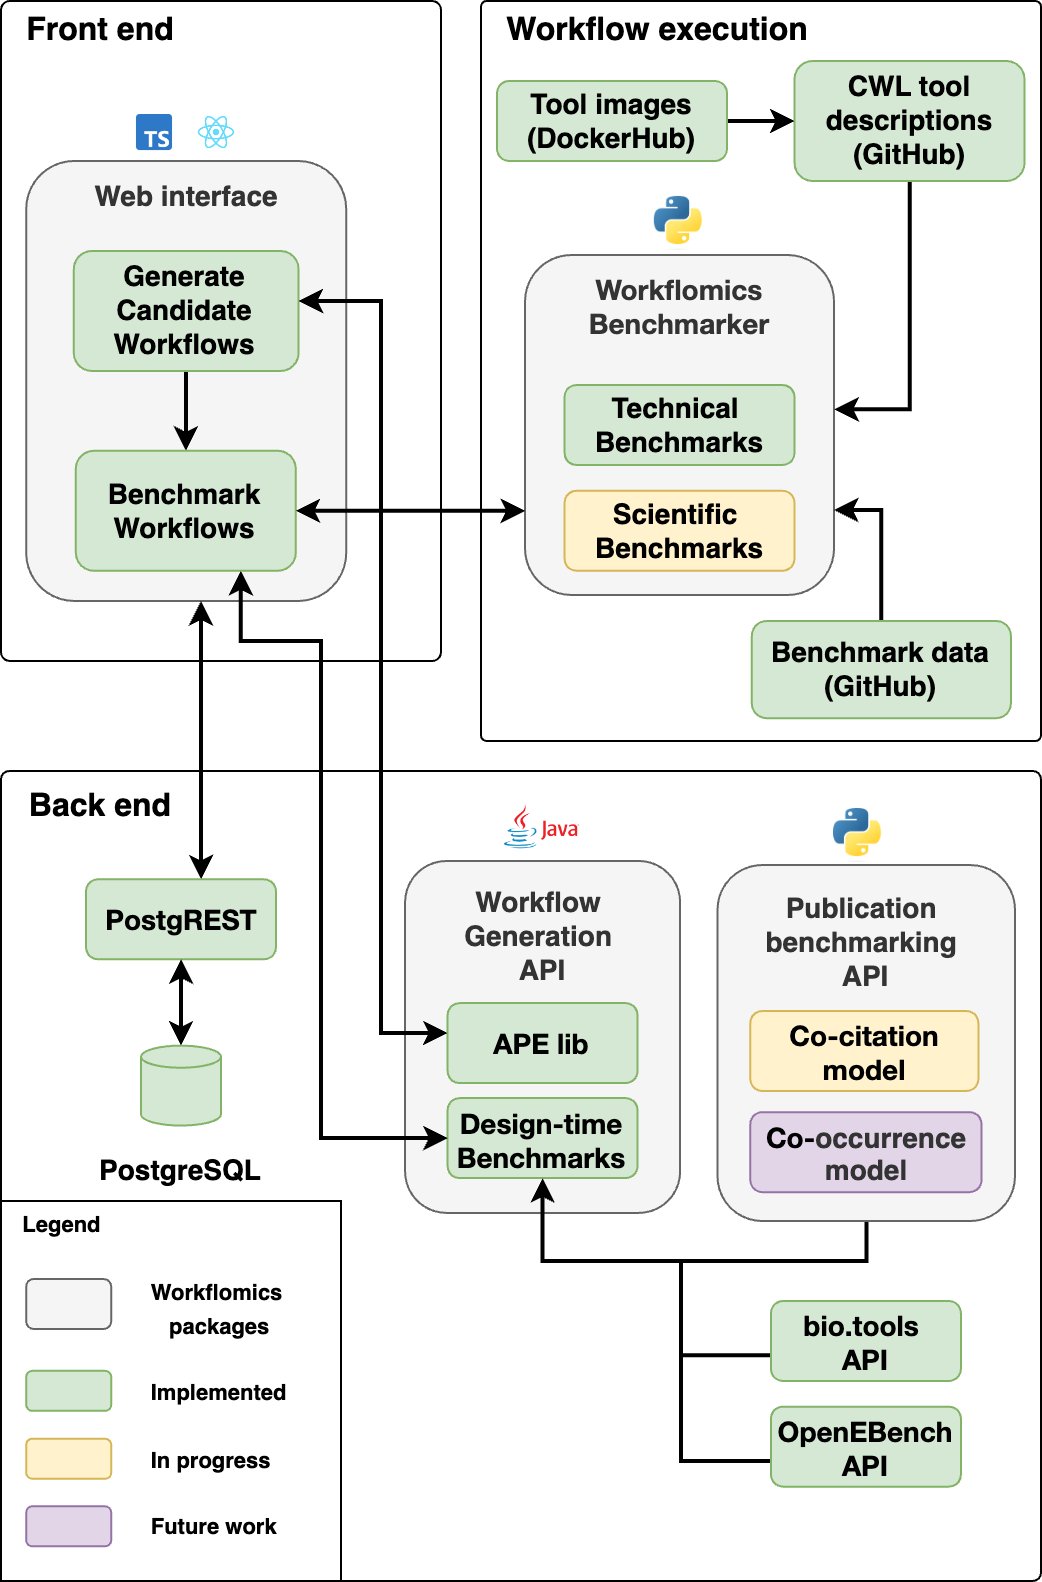 Front end
TS
Web interface
Generate
Candidate
Workflows
Benchmark
Workflows
Workflow execution
Tool images
(DockerHub)
CWL tool
descriptions
(GitHub)
Workflomics
Benchmarker
Technical
Benchmarks
Scientific
Benchmarks
Benchmark data
(GitHub)
Back end
PostgREST
PostgreSQL
Java
Workflow
Generation
API
APE lib
Design-time
Benchmarks
Publication
benchmarking
API
Co-citation
model
Co-occurrence
model
bio.tools
API
OpenEBench
API
Legend
Workflomics
packages
Implemented
In progress
Future work